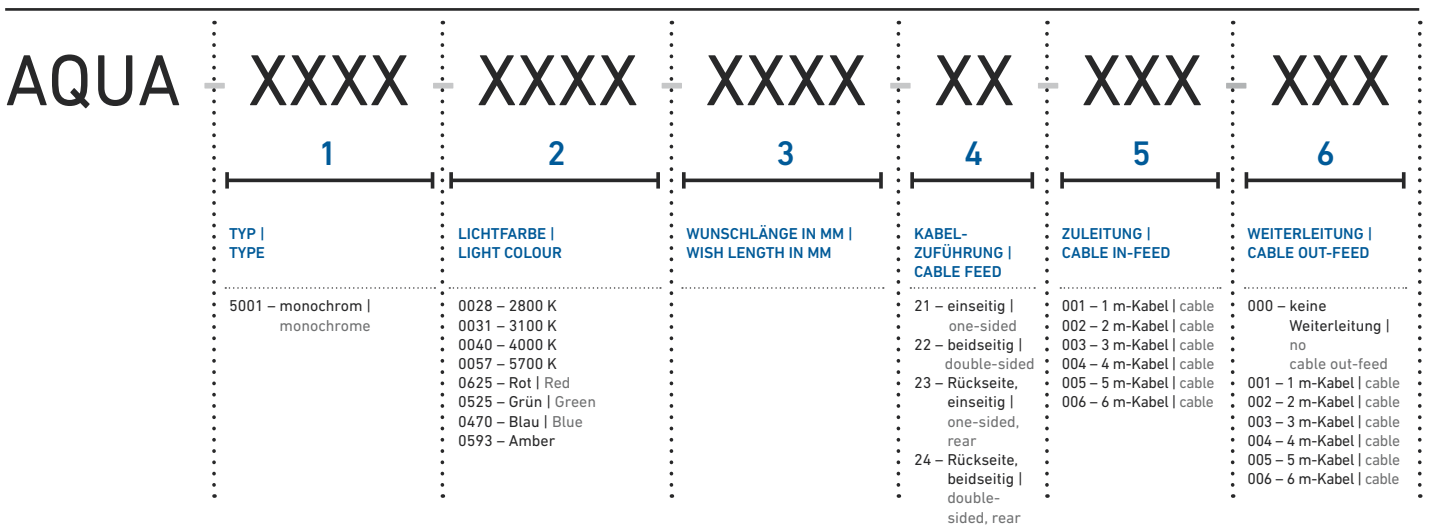 AQUA - XXXX - XXXX - XXXX - XX - XXX - XXX
1
2
3
4
5
6
TYP |
TYPE
5001 – monochrom |
monochrome
LICHTFARBE |
LIGHT COLOUR
0028 – 2800 K
0031 – 3100 K
0040 – 4000 K
0057 – 5700 K
0625 – Rot | Red
0525 – Grün | Green
0470 – Blau | Blue
0593 – Amber
WUNSCHLÄNGE IN MM |
WISH LENGTH IN MM
KABEL-
ZUFÜHRUNG |
CABLE FEED
21 – einseitig |
one-sided
22 – beidseitig |
double-sided
23 – Rückseite,
einseitig |
one-sided,
rear
24 – Rückseite,
beidseitig |
double-
sided, rear
ZULEITUNG |
CABLE IN-FEED
001 – 1 m-Kabel | cable
002 – 2 m-Kabel | cable
003 – 3 m-Kabel | cable
004 – 4 m-Kabel | cable
005 – 5 m-Kabel | cable
006 – 6 m-Kabel | cable
WEITERLEITUNG |
CABLE OUT-FEED
000 – keine
Weiterleitung |
no
cable out-feed
001 – 1 m-Kabel | cable
002 – 2 m-Kabel | cable
003 – 3 m-Kabel | cable
004 – 4 m-Kabel | cable
005 – 5 m-Kabel | cable
006 – 6 m-Kabel | cable